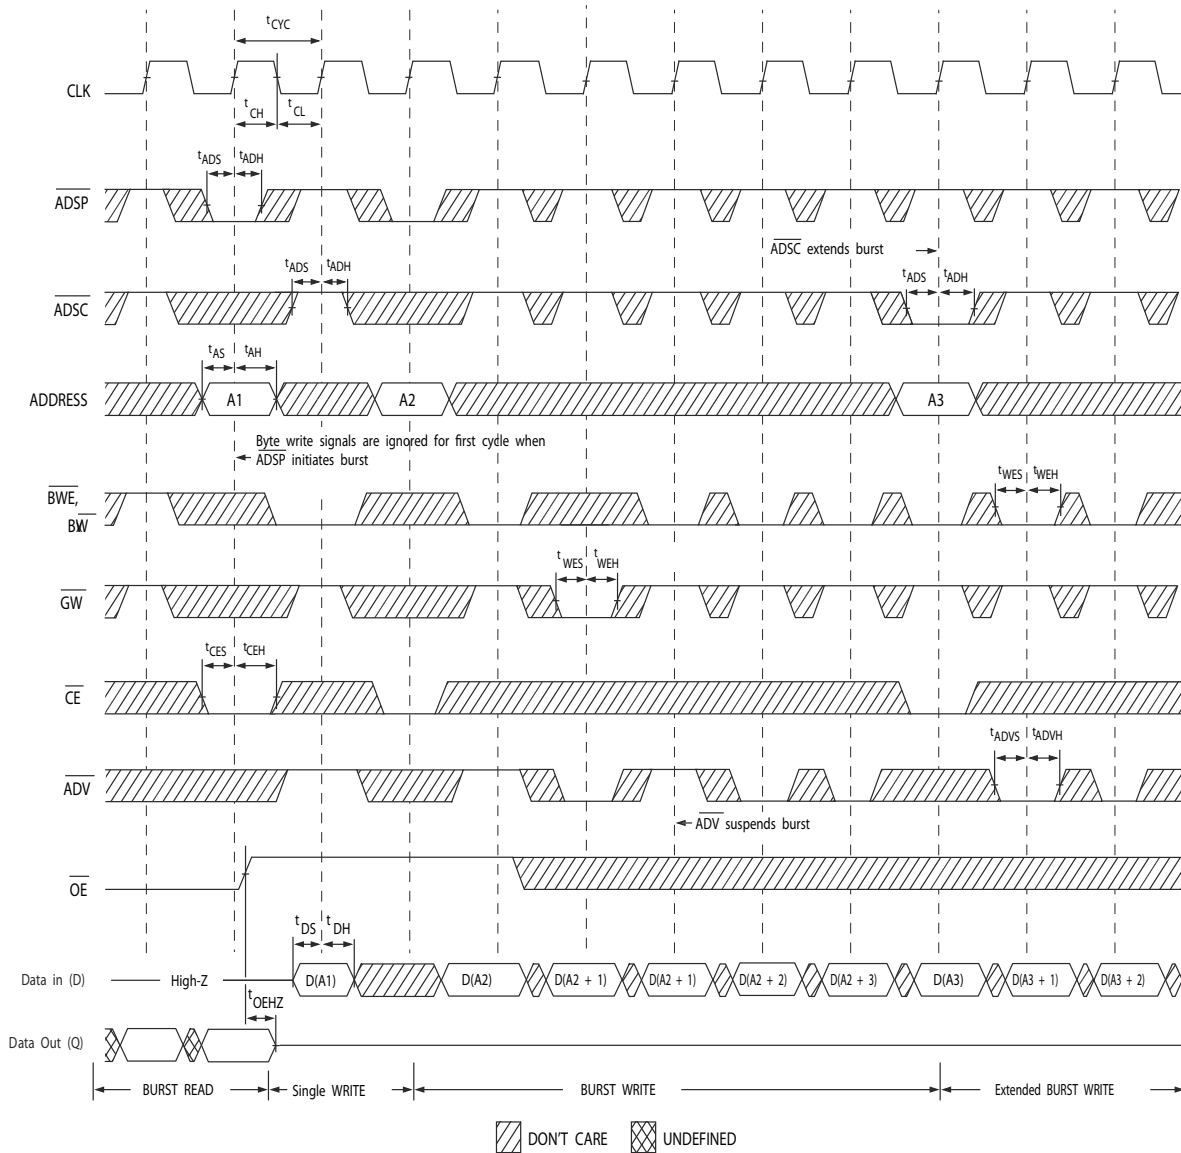 tCYC
CLK
tCH
tCL
tADS
tADH
ADSP
ADSC extends burst
tADS
tADH
tADS
tADH
ADSC
tAS
tAH
ADDRESS
A1
A2
A3
Byte write signals are ignored for first cycle when
ADSP initiates burst
tWES
tWEH
BWE,
BW
tWES
tWEH
GW
tCES
tCEH
CE
tADVS
tADVH
ADV
ADV suspends burst
OE
tDS
tDH
Data in (D)
High-Z
D(A1)
D(A2)
D(A2 + 1)
D(A2 + 1)
D(A2 + 2)
D(A2 + 3)
D(A3)
D(A3 + 1)
D(A3 + 2)
tOEHZ
Data Out (Q)
BURST READ
Single WRITE
BURST WRITE
Extended BURST WRITE
DON'T CARE
UNDEFINED